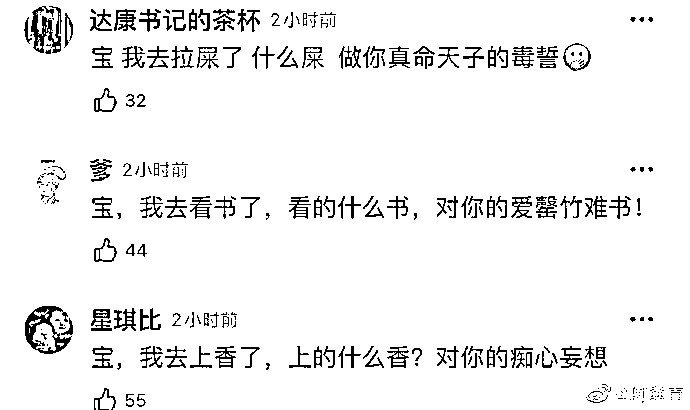 达康书记的茶杯 2小时前
宝 我去拉屎了 什么屎 做你真命天子的毒誓
32
爹 2小时前
宝，我去看书了，看的什么书，对你的爱罄竹难书！
44
星琪比 2小时前
宝，我去上香了，上的什么香？对你的痴心妄想
55